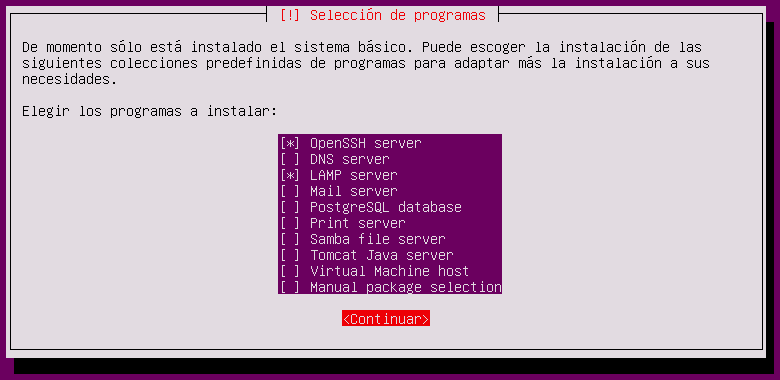 [!] Selección de programas
De momento sólo está instalado el sistema básico. Puede escoger la instalación de las
siguientes colecciones predefinidas de programas para adaptar más la instalación a sus
necesidades.
Elegir los programas a instalar:
[*] OpenSSH server
[ ] DNS server
[*] LAMP server
[ ] Mail server
[ ] PostgreSQL database
[ ] Print server
[ ] Samba file server
[ ] Tomcat Java server
[ ] Virtual Machine host
[ ] Manual package selection
<Continuar>